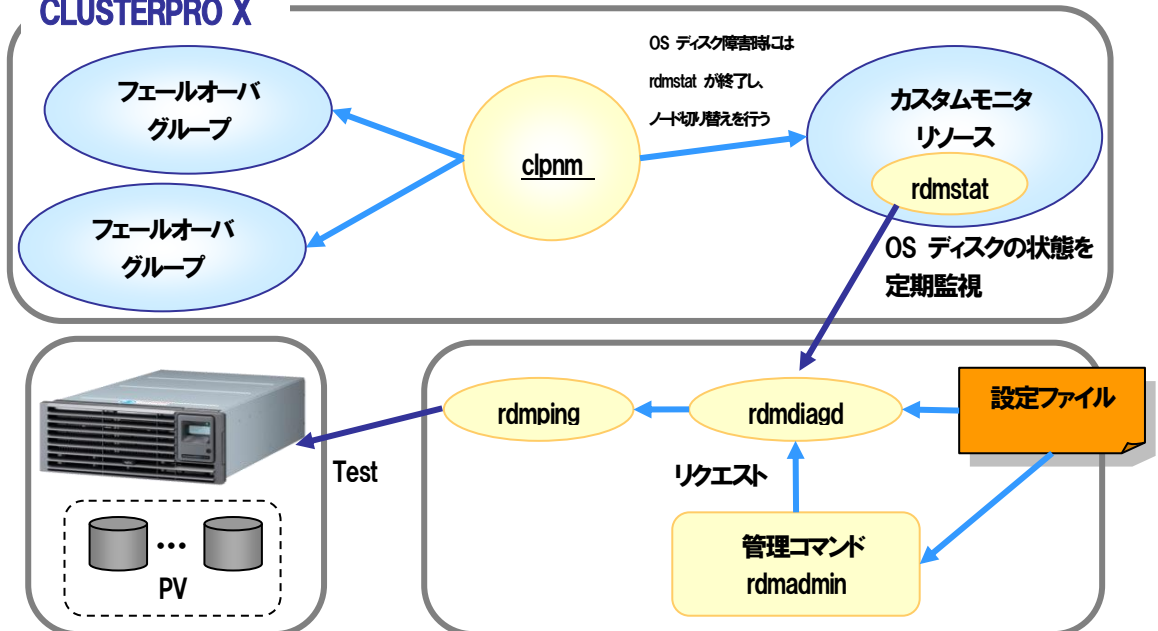 CLUSTERPRO X
フェールオーバ
グループ
フェールオーバ
グループ
clpnm
OS ディスク障害時には
rdmstat が終了し、
ノード切り替えを行う
カスタムモニタ
リソース
rdmstat
OS ディスクの状態を
定期監視
Test
PV
rdmping
rdmdiagd
設定ファイル
リクエスト
管理コマンド
rdmadmin